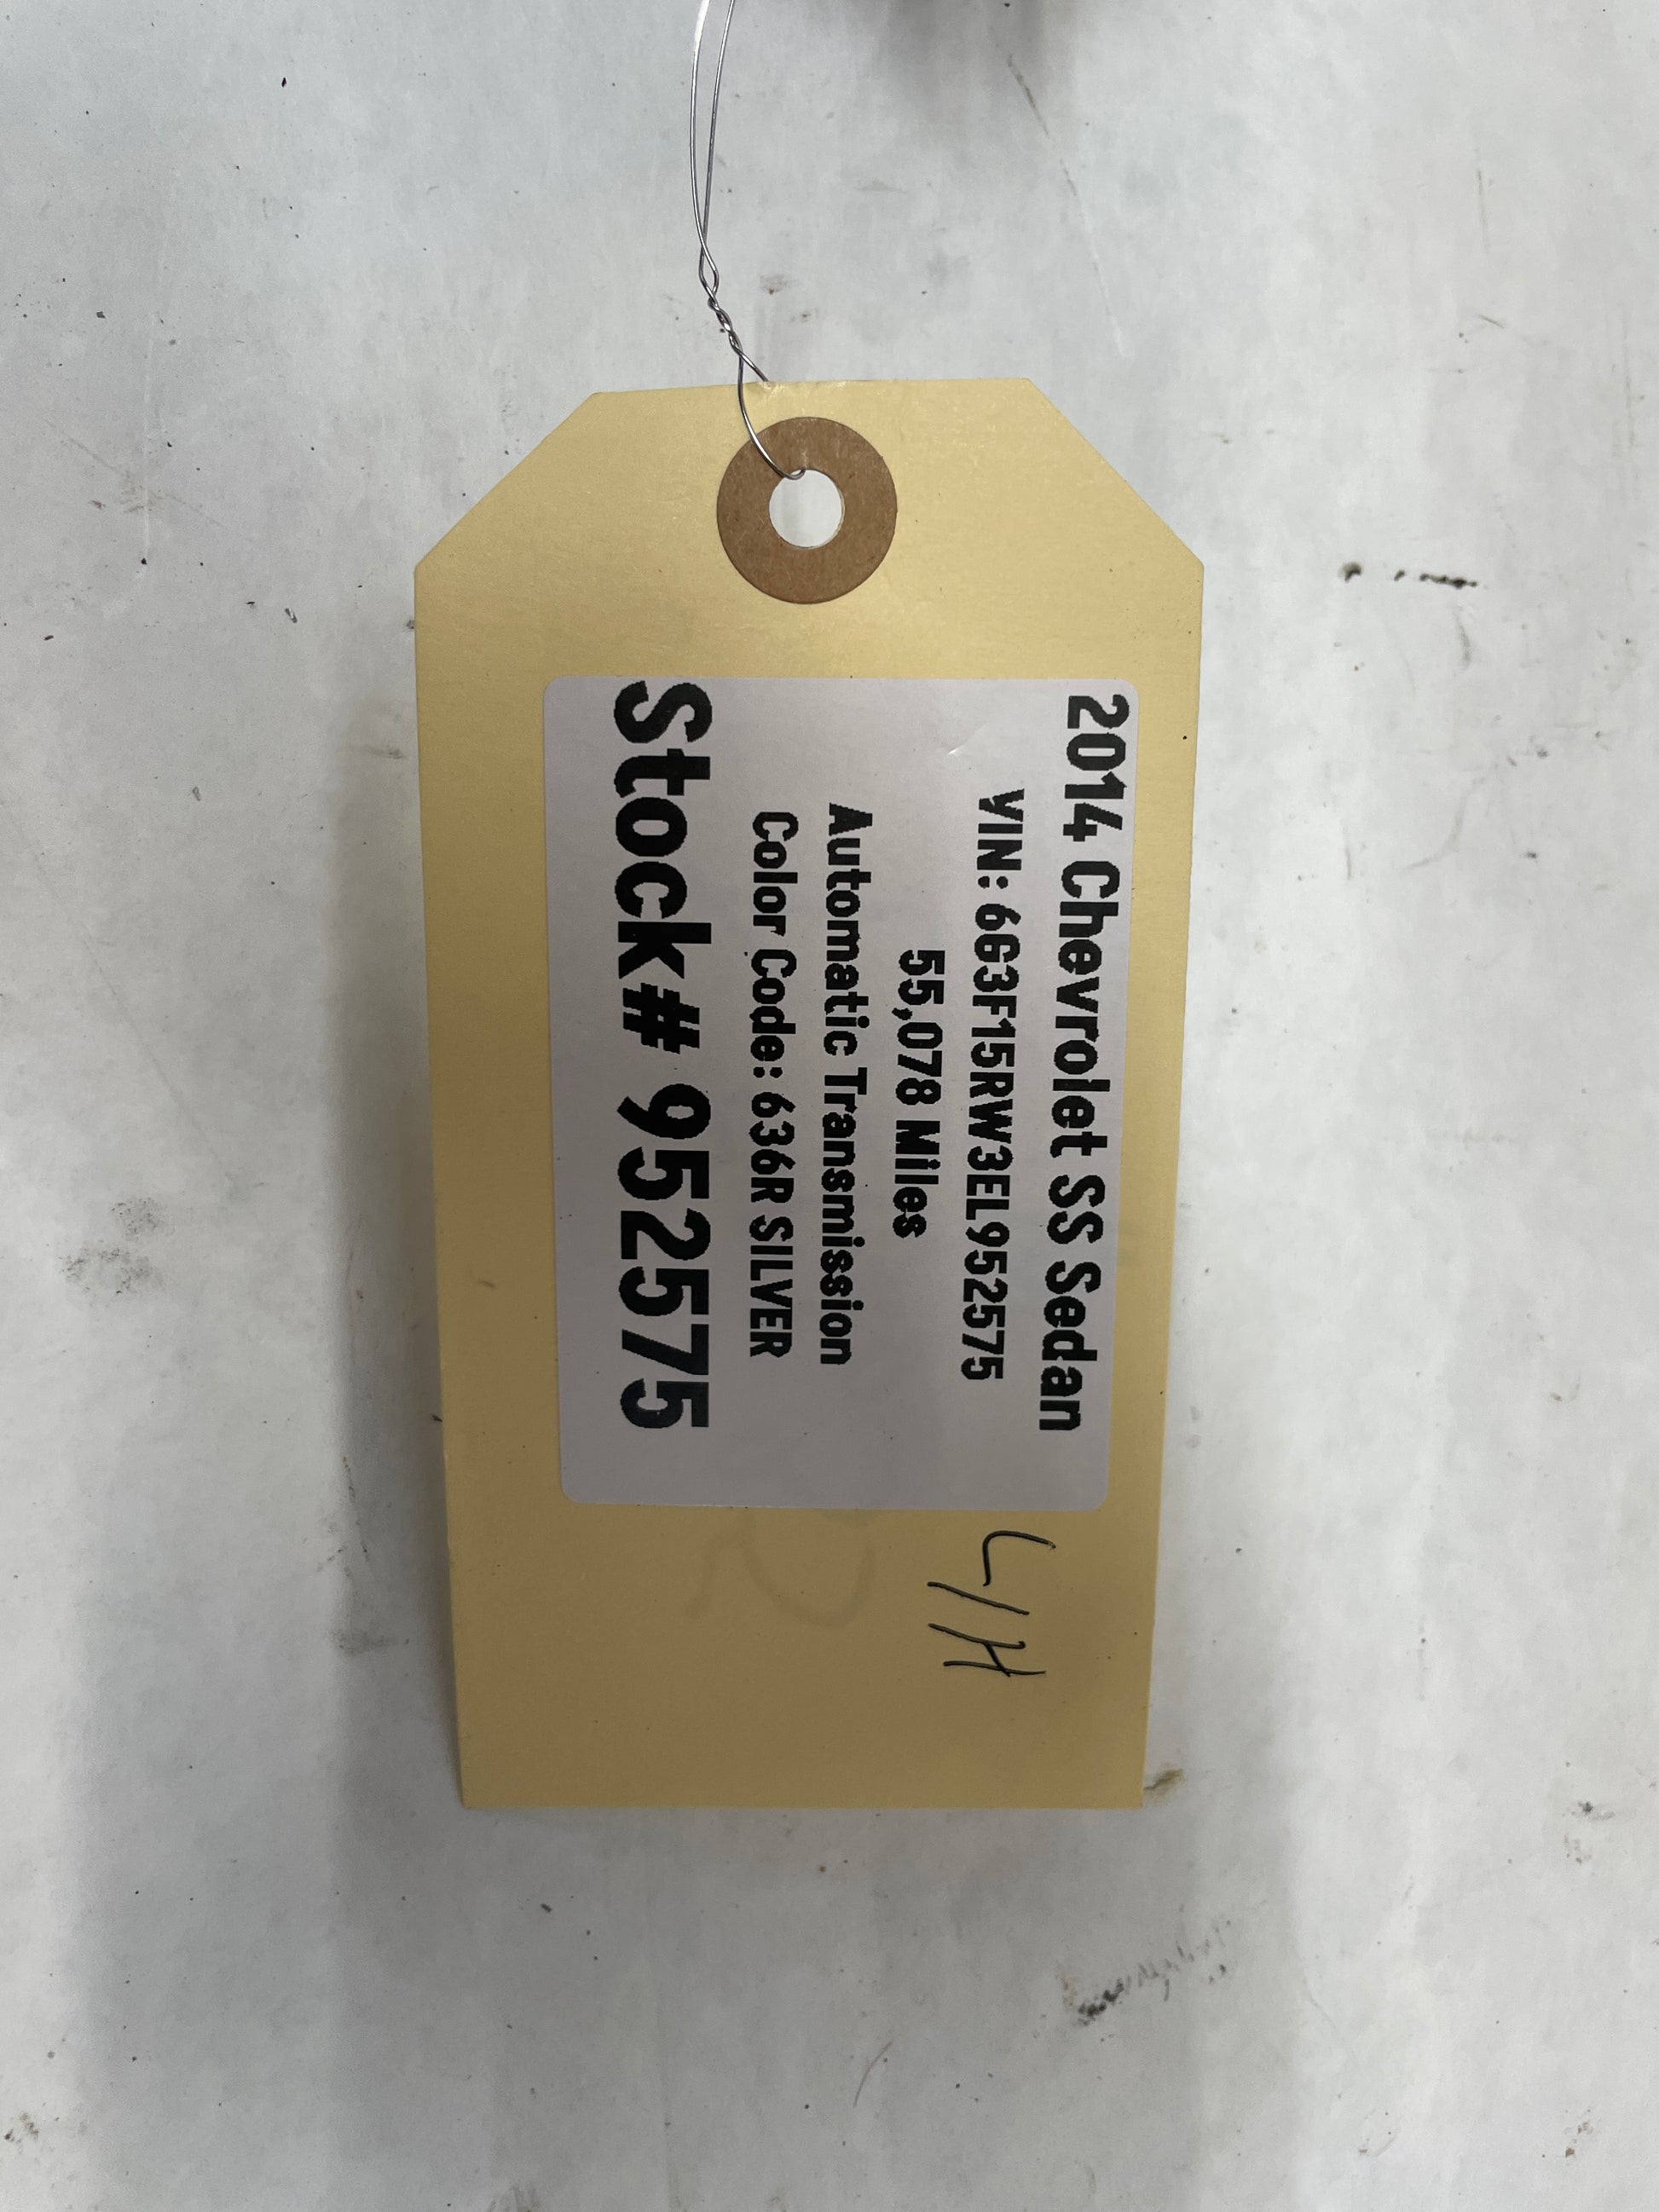 2014 Chevrolet SS Sedan
VIN: 6G3F15RW3EL952575
55,078 Miles
Automatic Transmission
Color Code: 636R SILVER
Stock# 952575
L/H